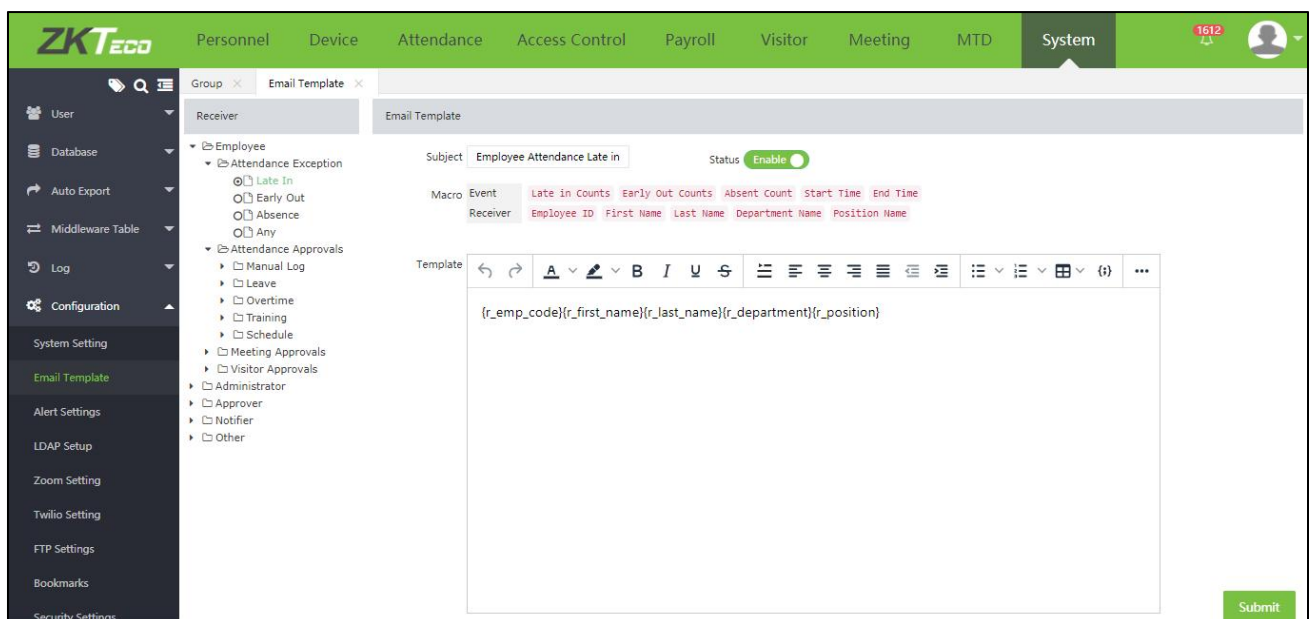 ZKTECO Personnel Device Attendance Access Control Payroll Visitor Meeting MTD System 1612
Group × Email Template ×
User
Database
Auto Export
Middleware Table
Log
Configuration
System Setting
Email Template
Alert Settings
LDAP Setup
Zoom Setting
Twilio Setting
FTP Settings
Bookmarks
Security Settings
Receiver
Employee
Attendance Exception
Late In
Early Out
Absence
Any
Attendance Approvals
Manual Log
Leave
Overtime
Training
Schedule
Meeting Approvals
Visitor Approvals
Administrator
Approver
Notifier
Other
Email Template
Subject Employee Attendance Late in Status Enable
Macro Event Late in Counts Early Out Counts Absent Count Start Time End Time
Receiver Employee ID First Name Last Name Department Name Position Name
Template
{r_emp_code}{r_first_name}{r_last_name}{r_department}{r_position}
Submit